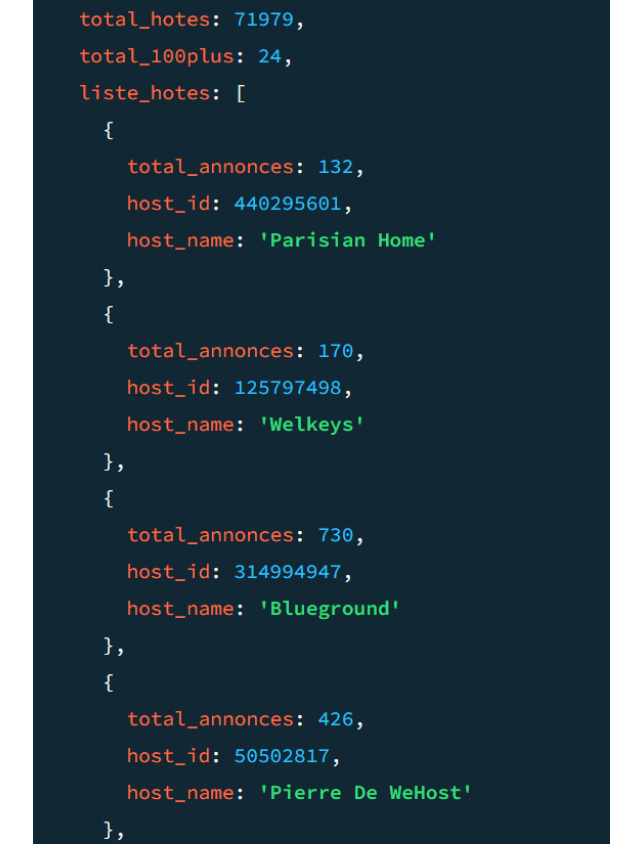 total_hotes: 71979,
total_100plus: 24,
liste_hotes: [
{
total_annonces: 132,
host_id: 440295601,
host_name: 'Parisian Home'
},
{
total_annonces: 170,
host_id: 125797498,
host_name: 'Welkeys'
},
{
total_annonces: 730,
host_id: 314994947,
host_name: 'Blueground'
},
{
total_annonces: 426,
host_id: 50502817,
host_name: 'Pierre De WeHost'
},